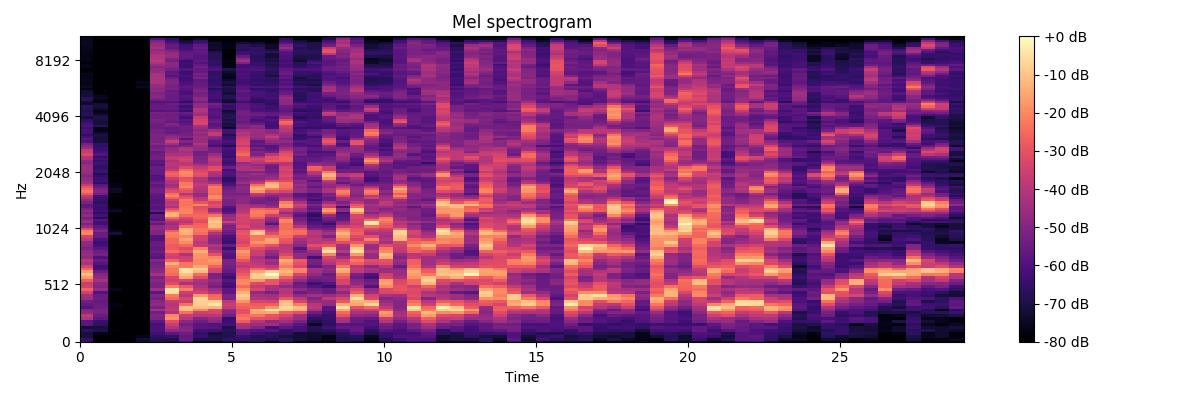 Mel spectrogram
8192
4096
2048
1024
512
0
Hz
0 5 10 15 20 25
Time
+0 dB
-10 dB
-20 dB
-30 dB
-40 dB
-50 dB
-60 dB
-70 dB
-80 dB